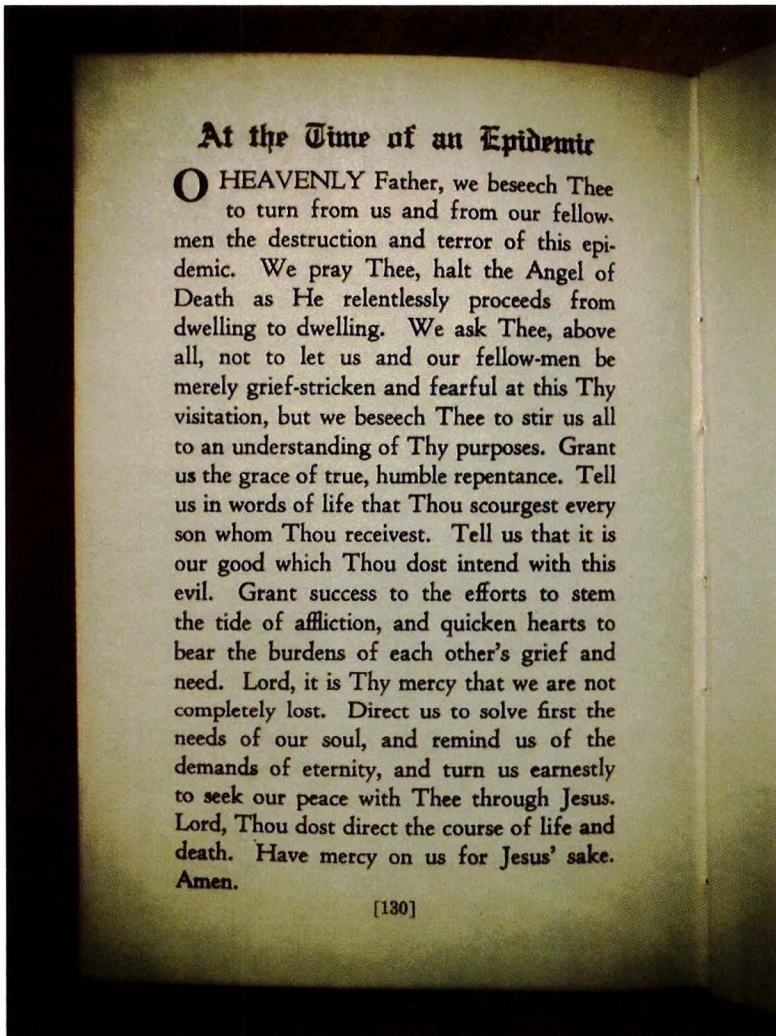 At the Time of an Epidemic
O HEAVENLY Father, we beseech Thee
to turn from us and from our fellow-
men the destruction and terror of this epi-
demic. We pray Thee, halt the Angel of
Death as He relentlessly proceeds from
dwelling to dwelling. We ask Thee, above
all, not to let us and our fellow-men be
merely grief-stricken and fearful at this Thy
visitation, but we beseech Thee to stir us all
to an understanding of Thy purposes. Grant
us the grace of true, humble repentance. Tell
us in words of life that Thou scourgest every
son whom Thou receivest. Tell us that it is
our good which Thou dost intend with this
evil. Grant success to the efforts to stem
the tide of affliction, and quicken hearts to
bear the burdens of each other's grief and
need. Lord, it is Thy mercy that we are not
completely lost. Direct us to solve first the
needs of our soul, and remind us of the
demands of eternity, and turn us earnestly
to seek our peace with Thee through Jesus.
Lord, Thou dost direct the course of life and
death. Have mercy on us for Jesus' sake.
Amen.
[130]